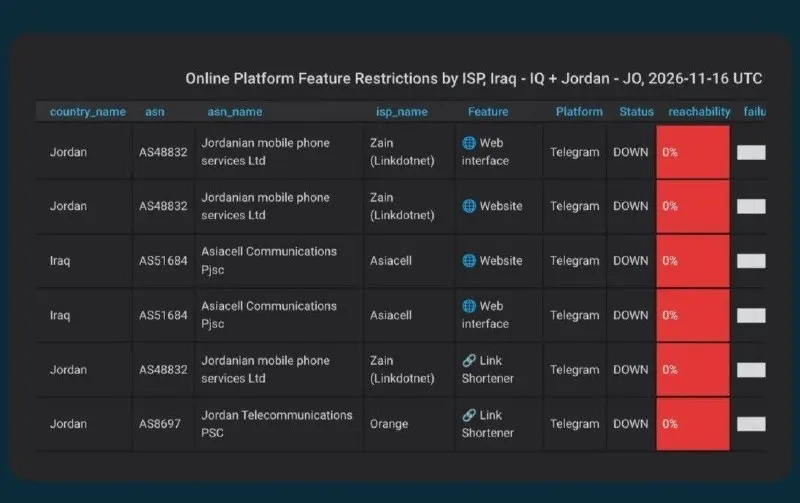 Online Platform Feature Restrictions by ISP, Iraq - IQ + Jordan - JO, 2026-11-16 UTC
country_name asn asn_name isp_name Feature Platform Status reachability failu
Jordan AS48832 Jordanian mobile phone services Ltd Zain (Linkdotnet) Web interface Telegram DOWN 0%
Jordan AS48832 Jordanian mobile phone services Ltd Zain (Linkdotnet) Website Telegram DOWN 0%
Iraq AS51684 Asiacell Communications Pjsc Asiacell Website Telegram DOWN 0%
Iraq AS51684 Asiacell Communications Pjsc Asiacell Web interface Telegram DOWN 0%
Jordan AS48832 Jordanian mobile phone services Ltd Zain (Linkdotnet) Link Shortener Telegram DOWN 0%
Jordan AS8697 Jordan Telecommunications PSC Orange Link Shortener Telegram DOWN 0%